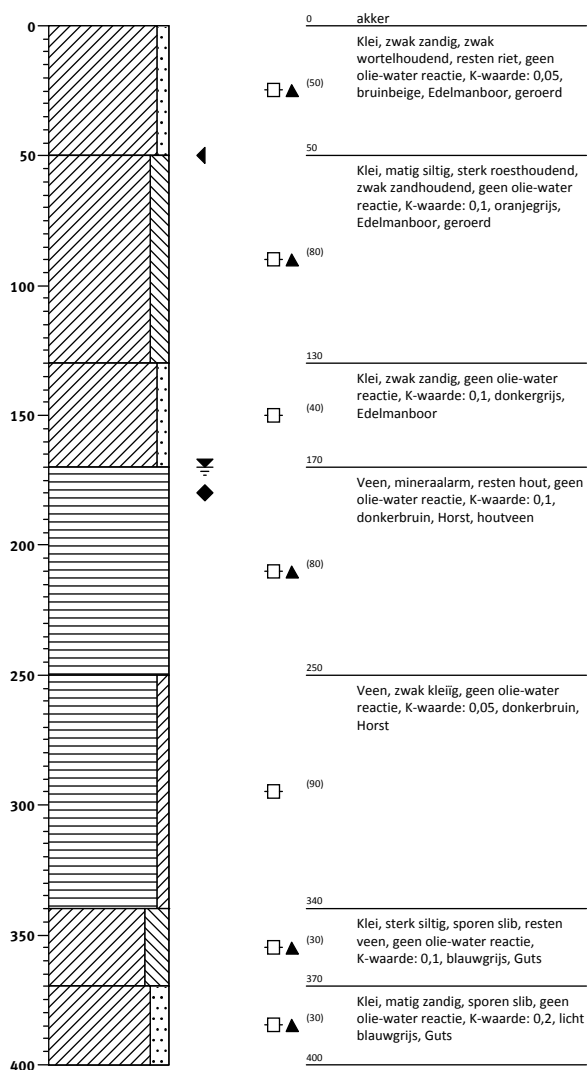 0
akker
0
Klei, zwak zandig, zwak
wortelhoudend, resten riet, geen
olie-water reactie, K-waarde: 0,05,
bruinbeige, Edelmanboor, geroerd
(50)
50
50
Klei, matig siltig, sterk roesthoudend,
zwak zandhoudend, geen olie-water
reactie, K-waarde: 0,1, oranjegrijs,
Edelmanboor, geroerd
(80)
100
130
Klei, zwak zandig, geen olie-water
reactie, K-waarde: 0,1, donkergrijs,
Edelmanboor
150
(40)
170
Veen, mineraalarm, resten hout, geen
olie-water reactie, K-waarde: 0,1,
donkerbruin, Horst, houtveen
200
(80)
250
250
Veen, zwak kleiïg, geen olie-water
reactie, K-waarde: 0,05, donkerbruin,
Horst
(90)
300
340
Klei, sterk siltig, sporen slib, resten
veen, geen olie-water reactie,
K-waarde: 0,1, blauwgrijs, Guts
350
(30)
370
Klei, matig zandig, sporen slib, geen
olie-water reactie, K-waarde: 0,2, licht
blauwgrijs, Guts
(30)
400
400